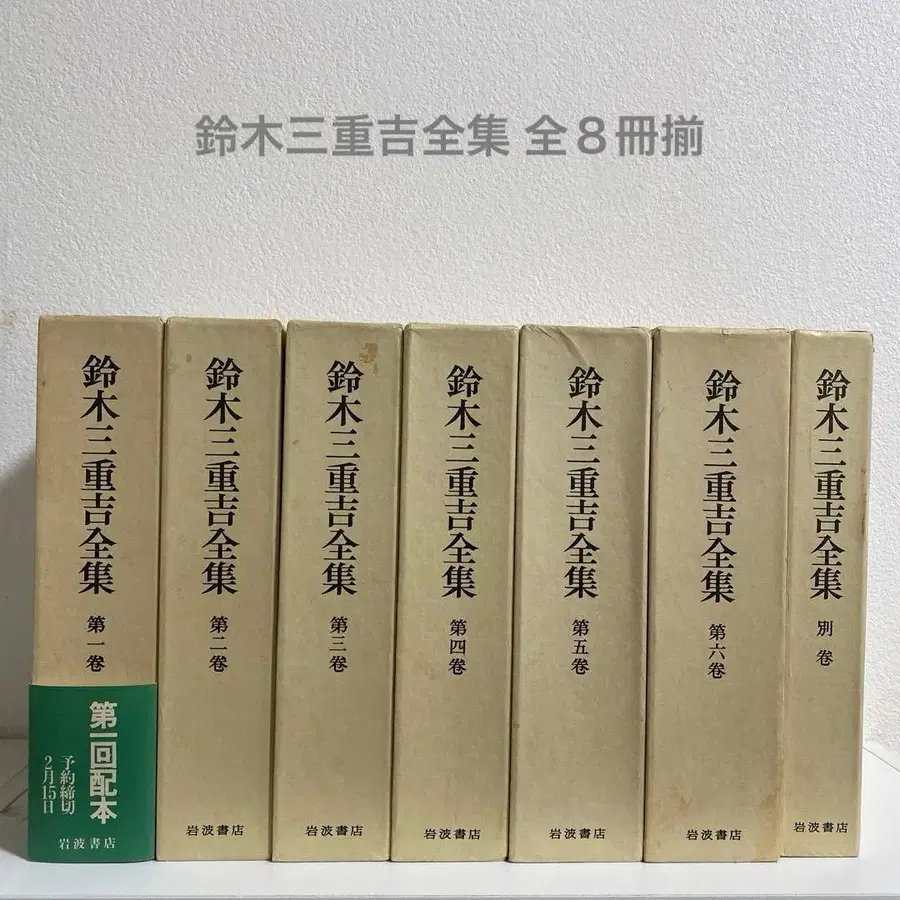 鈴木三重吉全集 全８冊揃
鈴木三重吉全集 第一巻
第一回配本
予約締切
2月15日
岩波書店
鈴木三重吉全集 第二巻
岩波書店
鈴木三重吉全集 第三巻
岩波書店
鈴木三重吉全集 第四巻
岩波書店
鈴木三重吉全集 第五巻
岩波書店
鈴木三重吉全集 第六巻
岩波書店
鈴木三重吉全集 別巻
岩波書店